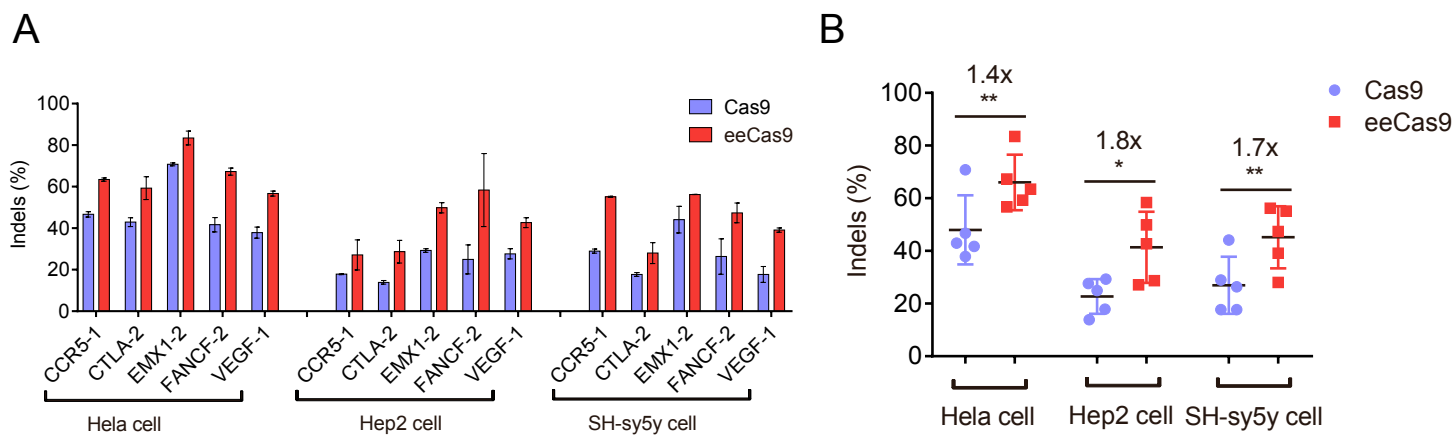 A
Indels (%)
100
80
60
40
20
0
Cas9
eeCas9
CCR5-1
CTLA-2
EMX1-2
FANCF-2
VEGF-1
CCR5-1
CTLA-2
EMX1-2
FANCF-2
VEGF-1
CCR5-1
CTLA-2
EMX1-2
FANCF-2
VEGF-1
Hela cell
Hep2 cell
SH-sy5y cell
B
Indels (%)
100
80
60
40
20
0
1.4x
**
1.8x
*
1.7x
**
Cas9
eeCas9
Hela cell
Hep2 cell
SH-sy5y cell